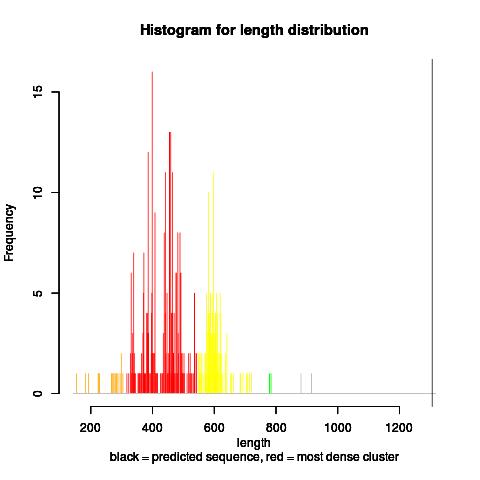 Histogram for length distribution
15
10
5
0
Frequency
200 400 600 800 1000 1200
length
black = predicted sequence, red = most dense cluster